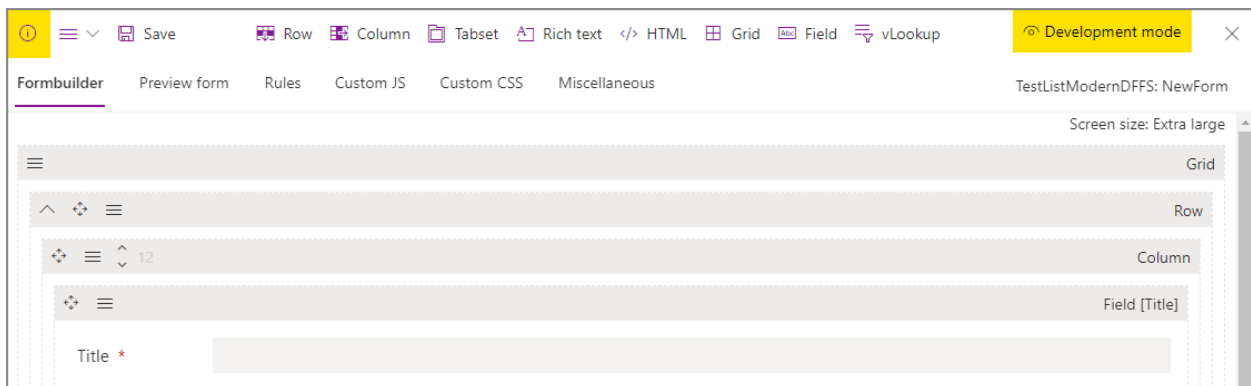 Save Row Column Tabset Rich text </> HTML Grid Abc Field vLookup Development mode
Formbuilder Preview form Rules Custom JS Custom CSS Miscellaneous TestListModernDFFS: NewForm
Screen size: Extra large
Grid
Row
12 Column
Field [Title]
Title *